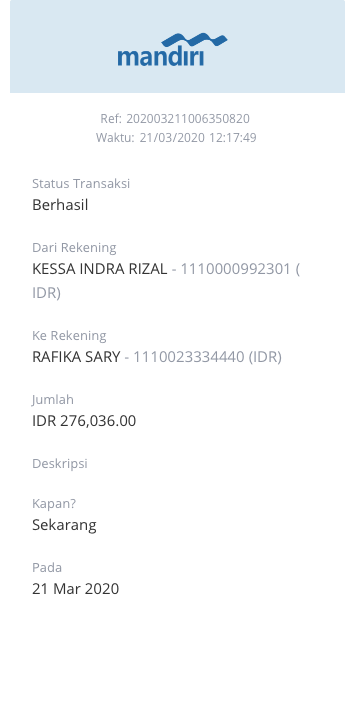 mandiri
Ref: 202003211006350820
Waktu: 21/03/2020 12:17:49
Status Transaksi
Berhasil
Dari Rekening
KESSA INDRA RIZAL - 1110000992301 (
IDR)
Ke Rekening
RAFIKA SARY - 1110023334440 (IDR)
Jumlah
IDR 276,036.00
Deskripsi
Kapan?
Sekarang
Pada
21 Mar 2020